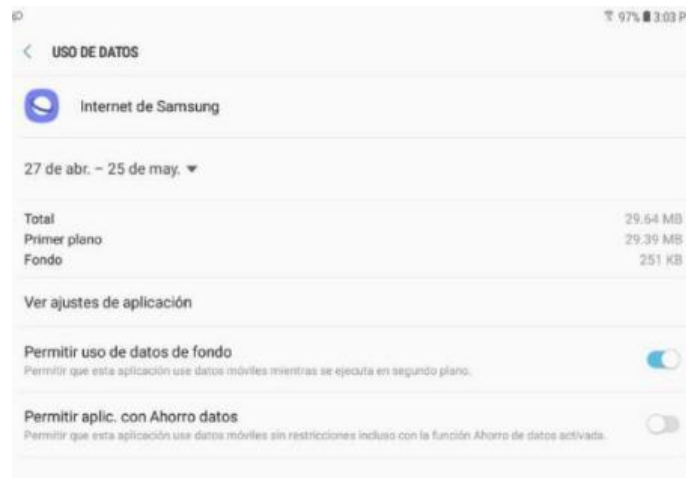 97% 3:03 P
USO DE DATOS
Internet de Samsung
27 de abr. – 25 de may.
Total 29.64 MB
Primer plano 29.39 MB
Fondo 251 KB
Ver ajustes de aplicación
Permitir uso de datos de fondo
Permitir que esta aplicación use datos móviles mientras se ejecuta en segundo plano.
Permitir aplic. con Ahorro datos
Permitir que esta aplicación use datos móviles sin restricciones incluso con la función Ahorro de datos activada.